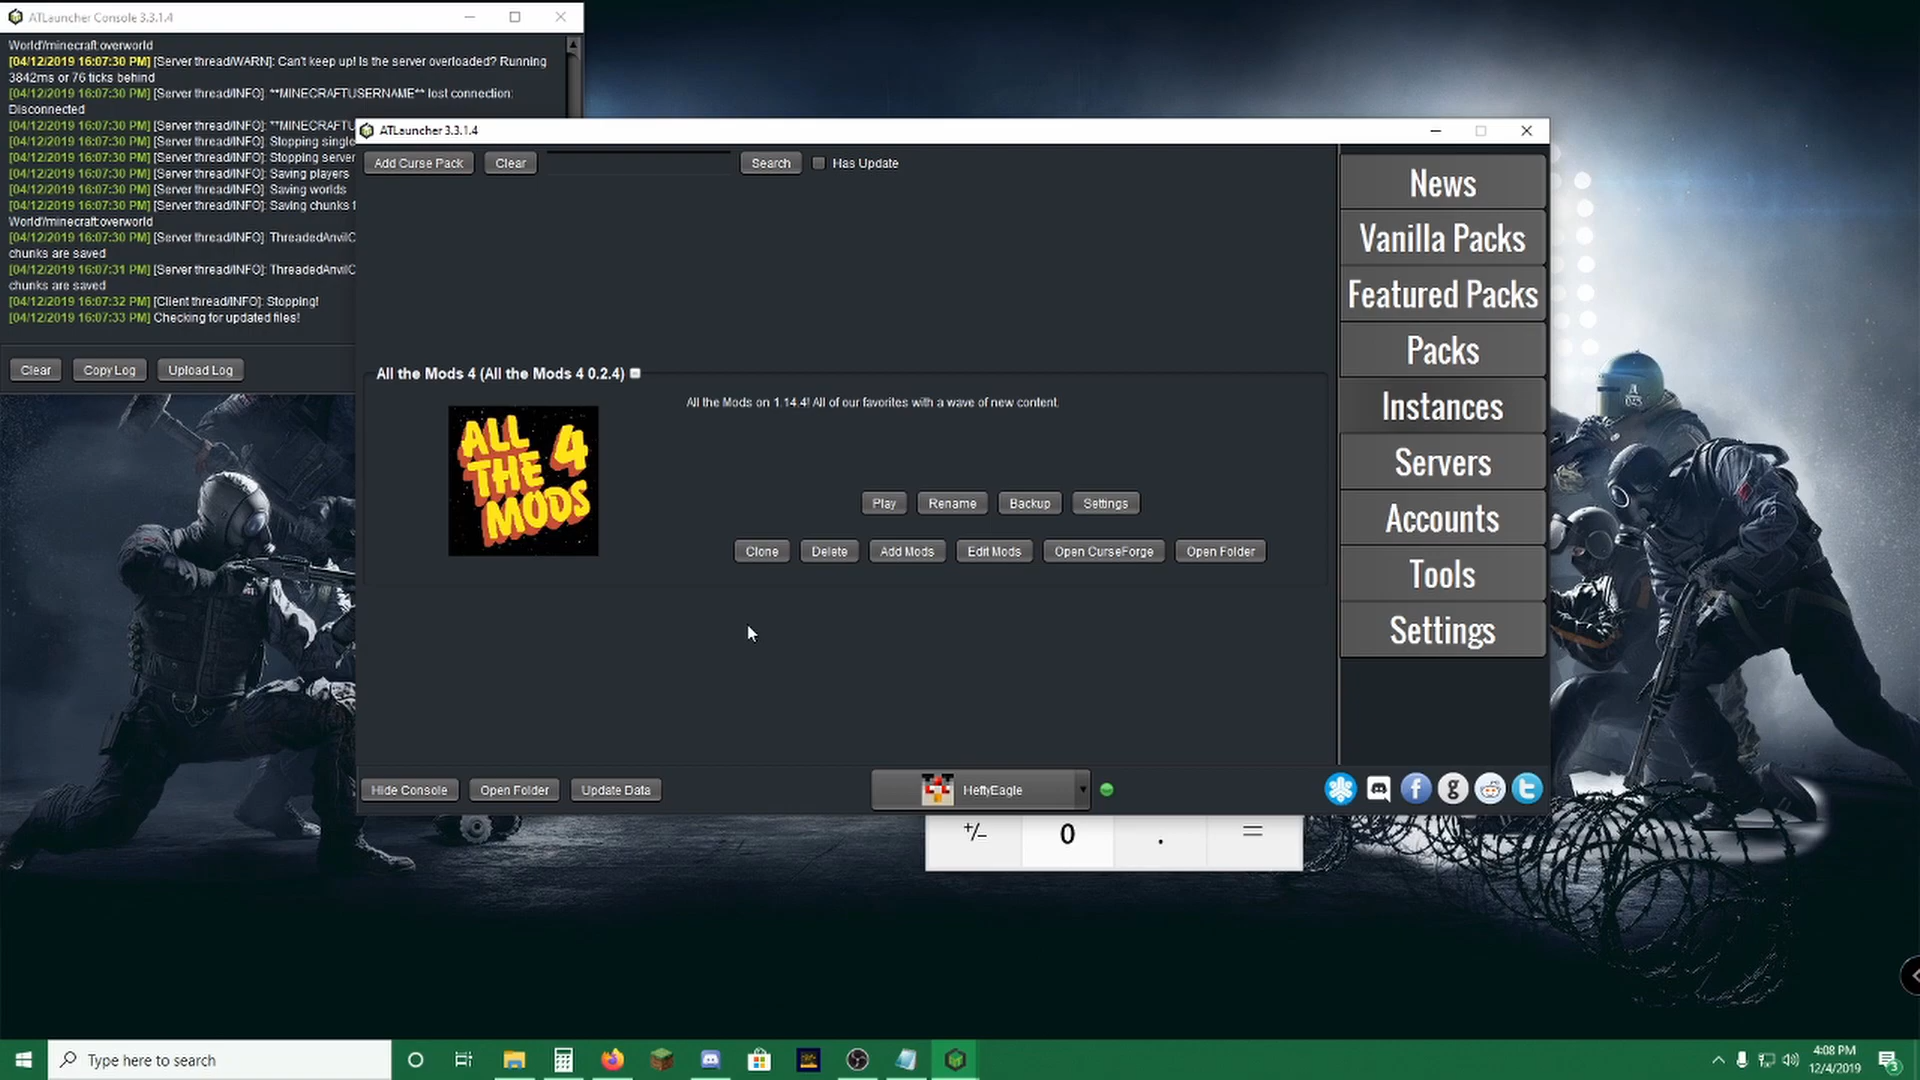 ATLauncher Console 3.3.1.4
World'/minecraft:overworld
[04/12/2019 16:07:30 PM] [Server thread/WARN]: Can't keep up! Is the server overloaded? Running
3842ms or 76 ticks behind
[04/12/2019 16:07:30 PM] [Server thread/INFO]: **MINECRAFTUSERNAME** lost connection:
Disconnected
[04/12/2019 16:07:30 PM] [Server thread/INFO]: **MINECRAFTU
[04/12/2019 16:07:30 PM] [Server thread/INFO]: Stopping single
[04/12/2019 16:07:30 PM] [Server thread/INFO]: Stopping server
[04/12/2019 16:07:30 PM] [Server thread/INFO]: Saving players
[04/12/2019 16:07:30 PM] [Server thread/INFO]: Saving worlds
[04/12/2019 16:07:30 PM] [Server thread/INFO]: Saving chunks f
World'/minecraft:overworld
[04/12/2019 16:07:30 PM] [Server thread/INFO]: ThreadedAnvilC
chunks are saved
[04/12/2019 16:07:31 PM] [Server thread/INFO]: ThreadedAnvilC
chunks are saved
[04/12/2019 16:07:32 PM] [Client thread/INFO]: Stopping!
[04/12/2019 16:07:33 PM] Checking for updated files!
Clear Copy Log Upload Log
ATLauncher 3.3.1.4
Add Curse Pack Clear Search Has Update
All the Mods 4 (All the Mods 4 0.2.4)
ALL THE 4 MODS
All the Mods on 1.14.4! All of our favorites with a wave of new content.
Play Rename Backup Settings
Clone Delete Add Mods Edit Mods Open CurseForge Open Folder
News
Vanilla Packs
Featured Packs
Packs
Instances
Servers
Accounts
Tools
Settings
Hide Console Open Folder Update Data HeftyEagle
+/− 0 . =
Type here to search
4:08 PM
12/4/2019
3